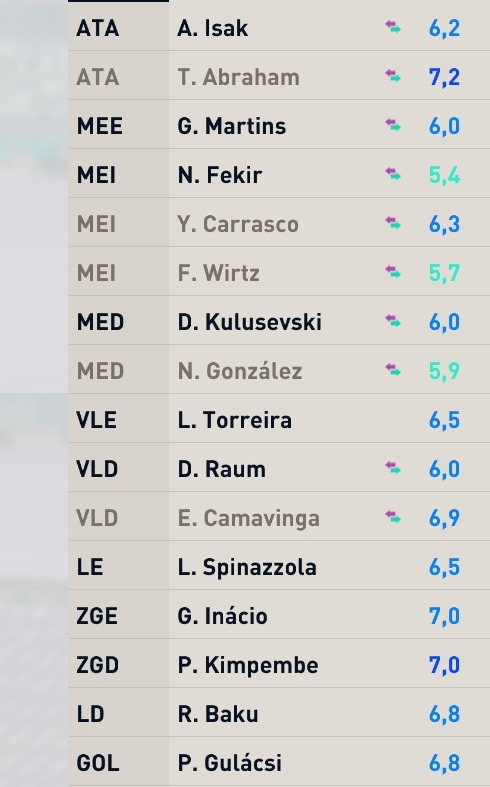 ATA A. Isak 6,2
ATA T. Abraham 7,2
MEE G. Martins 6,0
MEI N. Fekir 5,4
MEI Y. Carrasco 6,3
MEI F. Wirtz 5,7
MED D. Kulusevski 6,0
MED N. González 5,9
VLE L. Torreira 6,5
VLD D. Raum 6,0
VLD E. Camavinga 6,9
LE L. Spinazzola 6,5
ZGE G. Inácio 7,0
ZGD P. Kimpembe 7,0
LD R. Baku 6,8
GOL P. Gulácsi 6,8